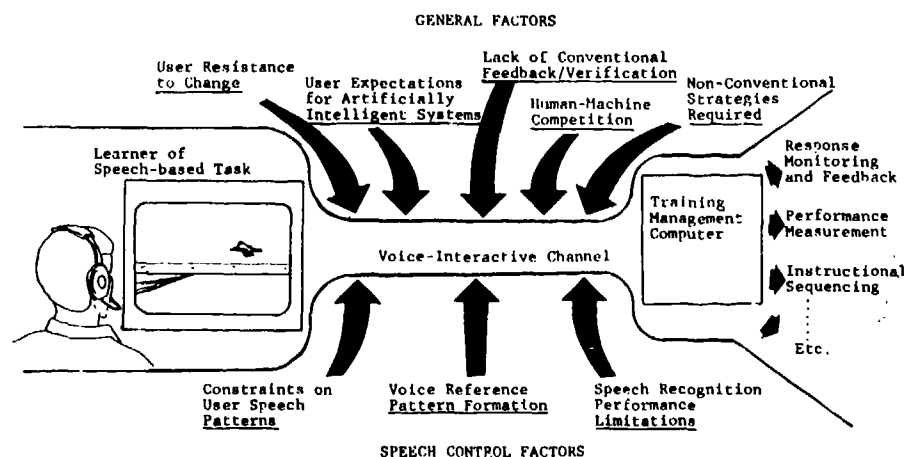 GENERAL FACTORS
User Resistance
to Change
User Expectations
for Artificially
Intelligent Systems
Lack of Conventional
Feedback/Verification
Human-Machine
Competition
Non-Conventional
Strategies
Required
Learner of
Speech-based Task
Voice-Interactive Channel
Training
Management
Computer
Response
Monitoring
and Feedback
Performance
Measurement
Instructional
Sequencing
Etc.
Constraints on
User Speech
Patterns
Voice Reference
Pattern Formation
Speech Recognition
Performance
Limitations
SPEECH CONTROL FACTORS